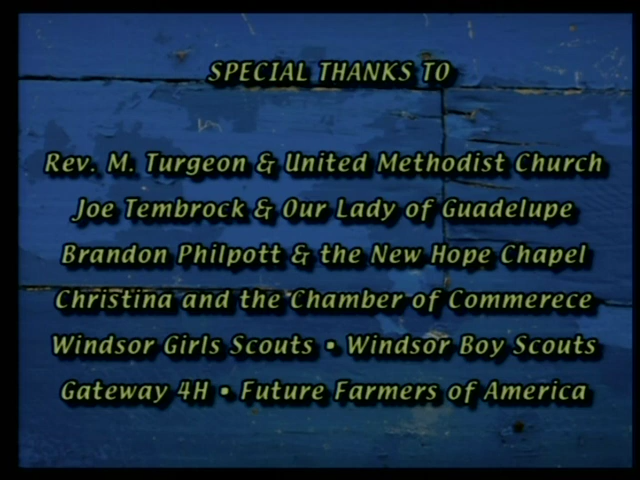 SPECIAL THANKS TO
Rev. M. Turgeon & United Methodist Church
Joe Tembrock & Our Lady of Guadelupe
Brandon Philpott & the New Hope Chapel
Christina and the Chamber of Commerece
Windsor Girls Scouts • Windsor Boy Scouts
Gateway 4H • Future Farmers of America